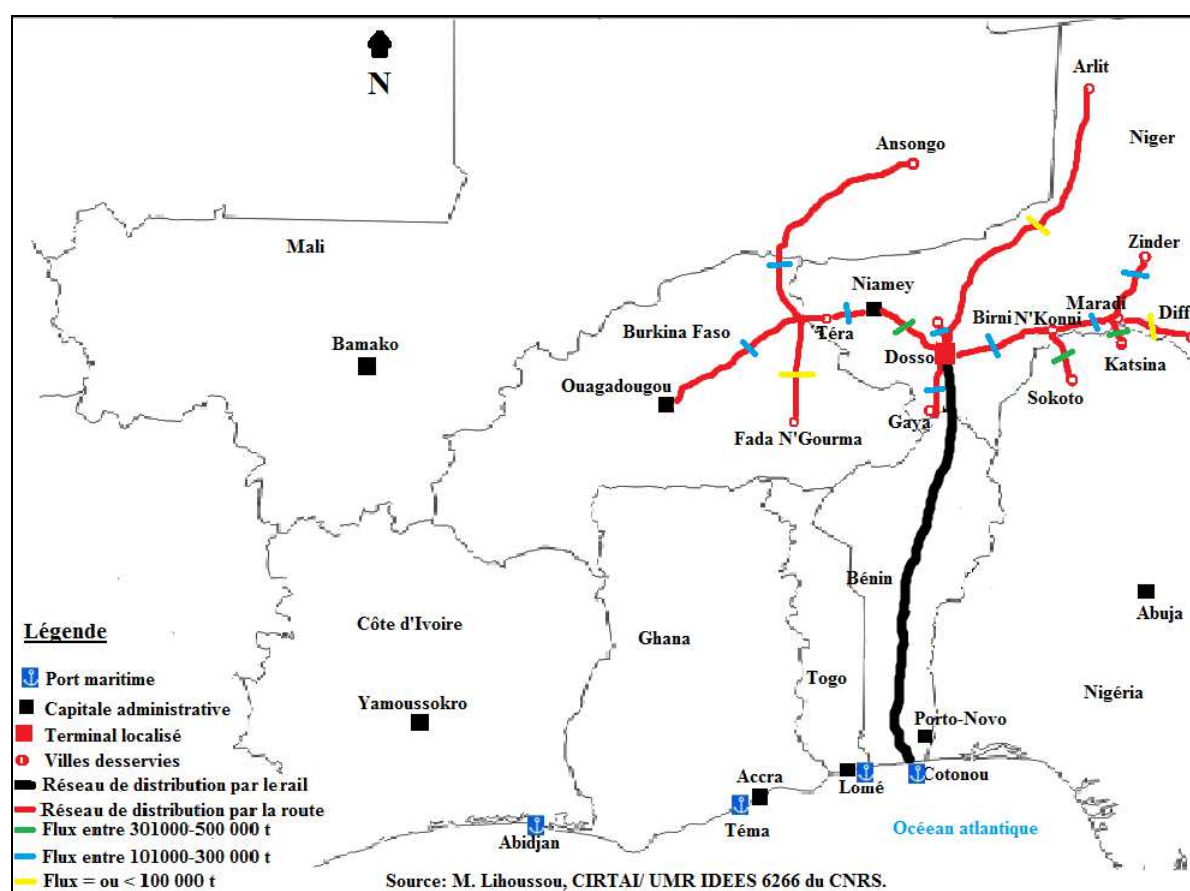 N
Arlit
Niger
Ansongo
Zinder
Mali
Niamey
Maradi
Diff
Birni N'Konni
Burkina Faso
Téra
Bamako
Dosso
Katsina
Ouagadougou
Sokoto
Gaya
Fada N'Gourma
Bénin
Abuja
Légende
Côte d'Ivoire
Ghana
Port maritime
Togo
Nigéria
Capitale administrative
Yamoussokro
Porto-Novo
Terminal localisé
Villes desservies
Réseau de distribution par le rail
Accra
Lomé
Cotonou
Réseau de distribution par la route
Flux entre 301000-500 000 t
Téma
Océean atlantique
Abidjan
Flux entre 101000-300 000 t
Flux = ou < 100 000 t
Source: M. Lihoussou, CIRTAI/ UMR IDEES 6266 du CNRS.